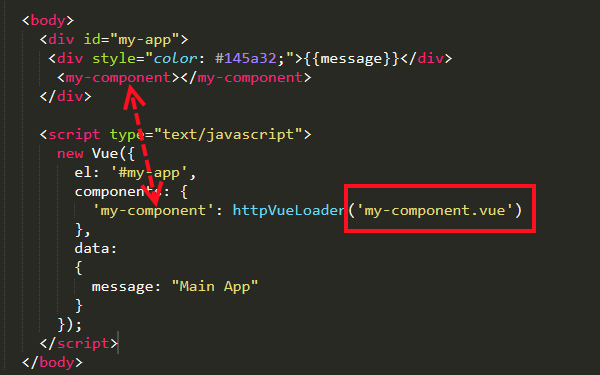 <body>
<div id="my-app">
<div style="color: #145a32;">{{message}}</div>
<my-component></my-component>
</div>
<script type="text/javascript">
new Vue({
el: '#my-app',
components: {
'my-component': httpVueLoader('my-component.vue')
},
data:
{
message: "Main App"
}
});
</script>
</body>